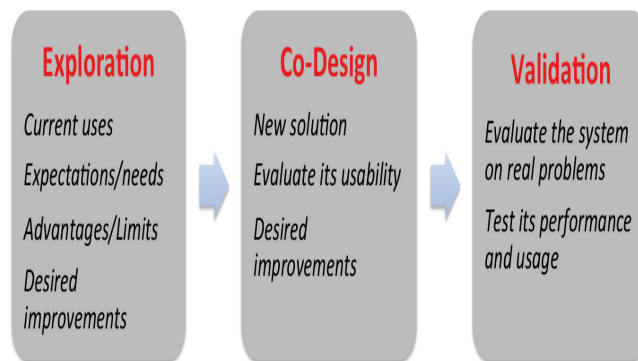 Exploration
Current uses
Expectations/needs
Advantages/Limits
Desired
improvements
Co-Design
New solution
Evaluate its usability
Desired
improvements
Validation
Evaluate the system
on real problems
Test its performance
and usage